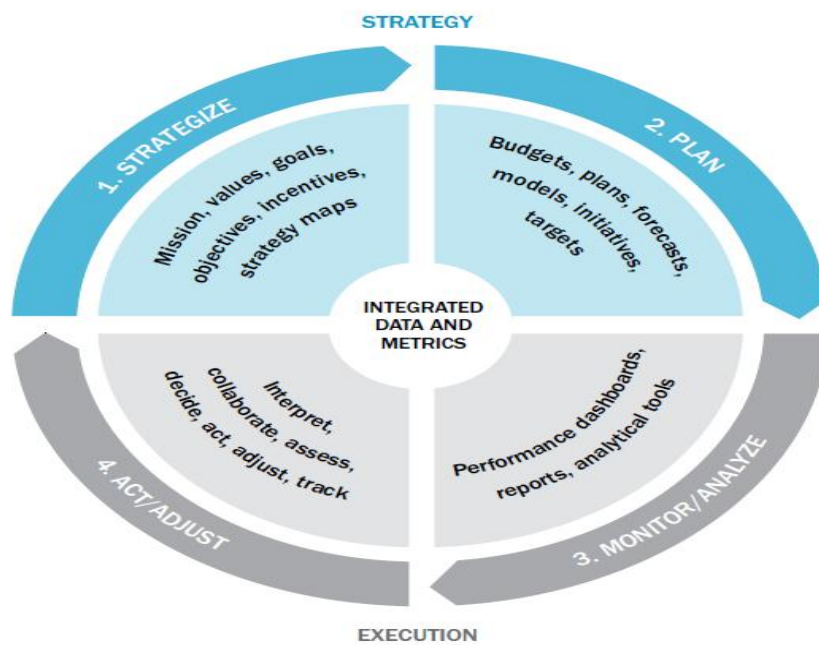 STRATEGY
1. STRATEGIZE
Mission, values, goals,
objectives, incentives,
strategy maps
2. PLAN
Budgets, plans, forecasts,
models, initiatives,
targets
INTEGRATED
DATA AND
METRICS
Performance dashboards,
reports, analytical tools
3. MONITOR/ANALYZE
Interpret,
collaborate, assess,
decide, act, adjust, track
4. ACT/ADJUST
EXECUTION